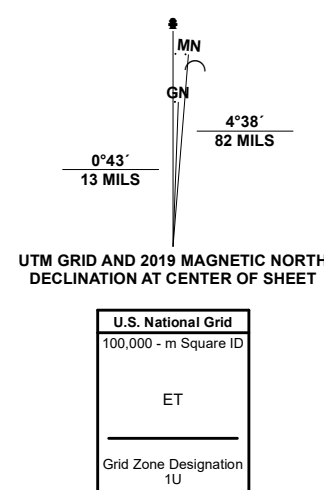 MN
GN
4°38´
82 MILS
0°43´
13 MILS
UTM GRID AND 2019 MAGNETIC NORTH
DECLINATION AT CENTER OF SHEET
U.S. National Grid
100,000 - m Square ID
ET
Grid Zone Designation
1U